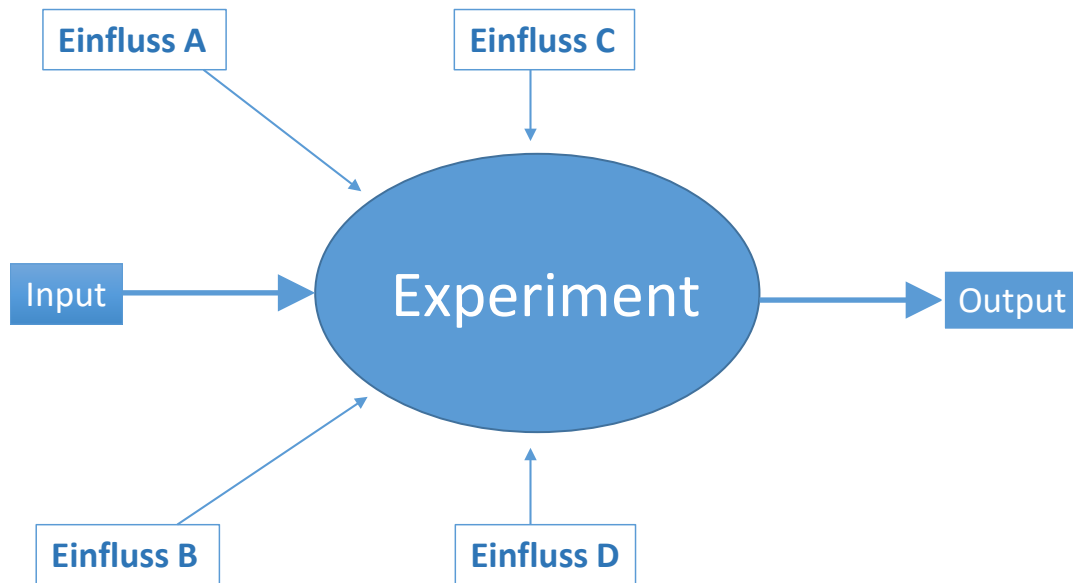 Einfluss A
Einfluss C
Input
Experiment
Output
Einfluss B
Einfluss D